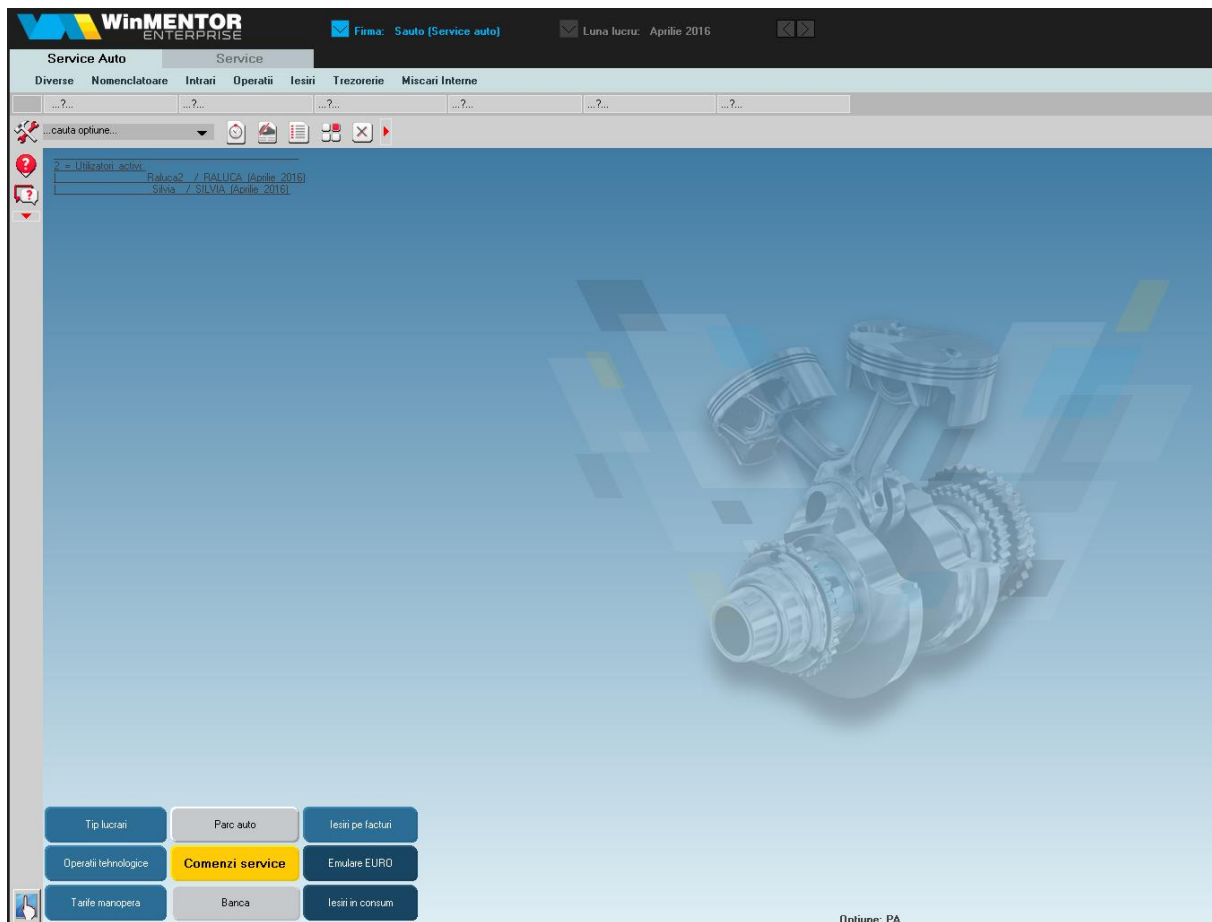 WinMENTOR
ENTERPRISE
Firma: Sauto (Service auto)
Luna lucru: Aprilie 2016
Service Auto Service
Diverse Nomenclatoare Intrari Operatii Iesiri Trezorerie Miscari Interne
...?... ...?... ...?... ...?... ...?... ...?...
...cauta optiune...
2 = Utilizatori activi:
Raluca2 / RALUCA (Aprilie 2016)
Silvia / SILVIA (Aprilie 2016)
Tip lucrari Parc auto Iesiri pe facturi
Operatii tehnologice Comenzi service Emulare EURO
Tarife manopera Banca Iesiri in consum
Optiune: PA